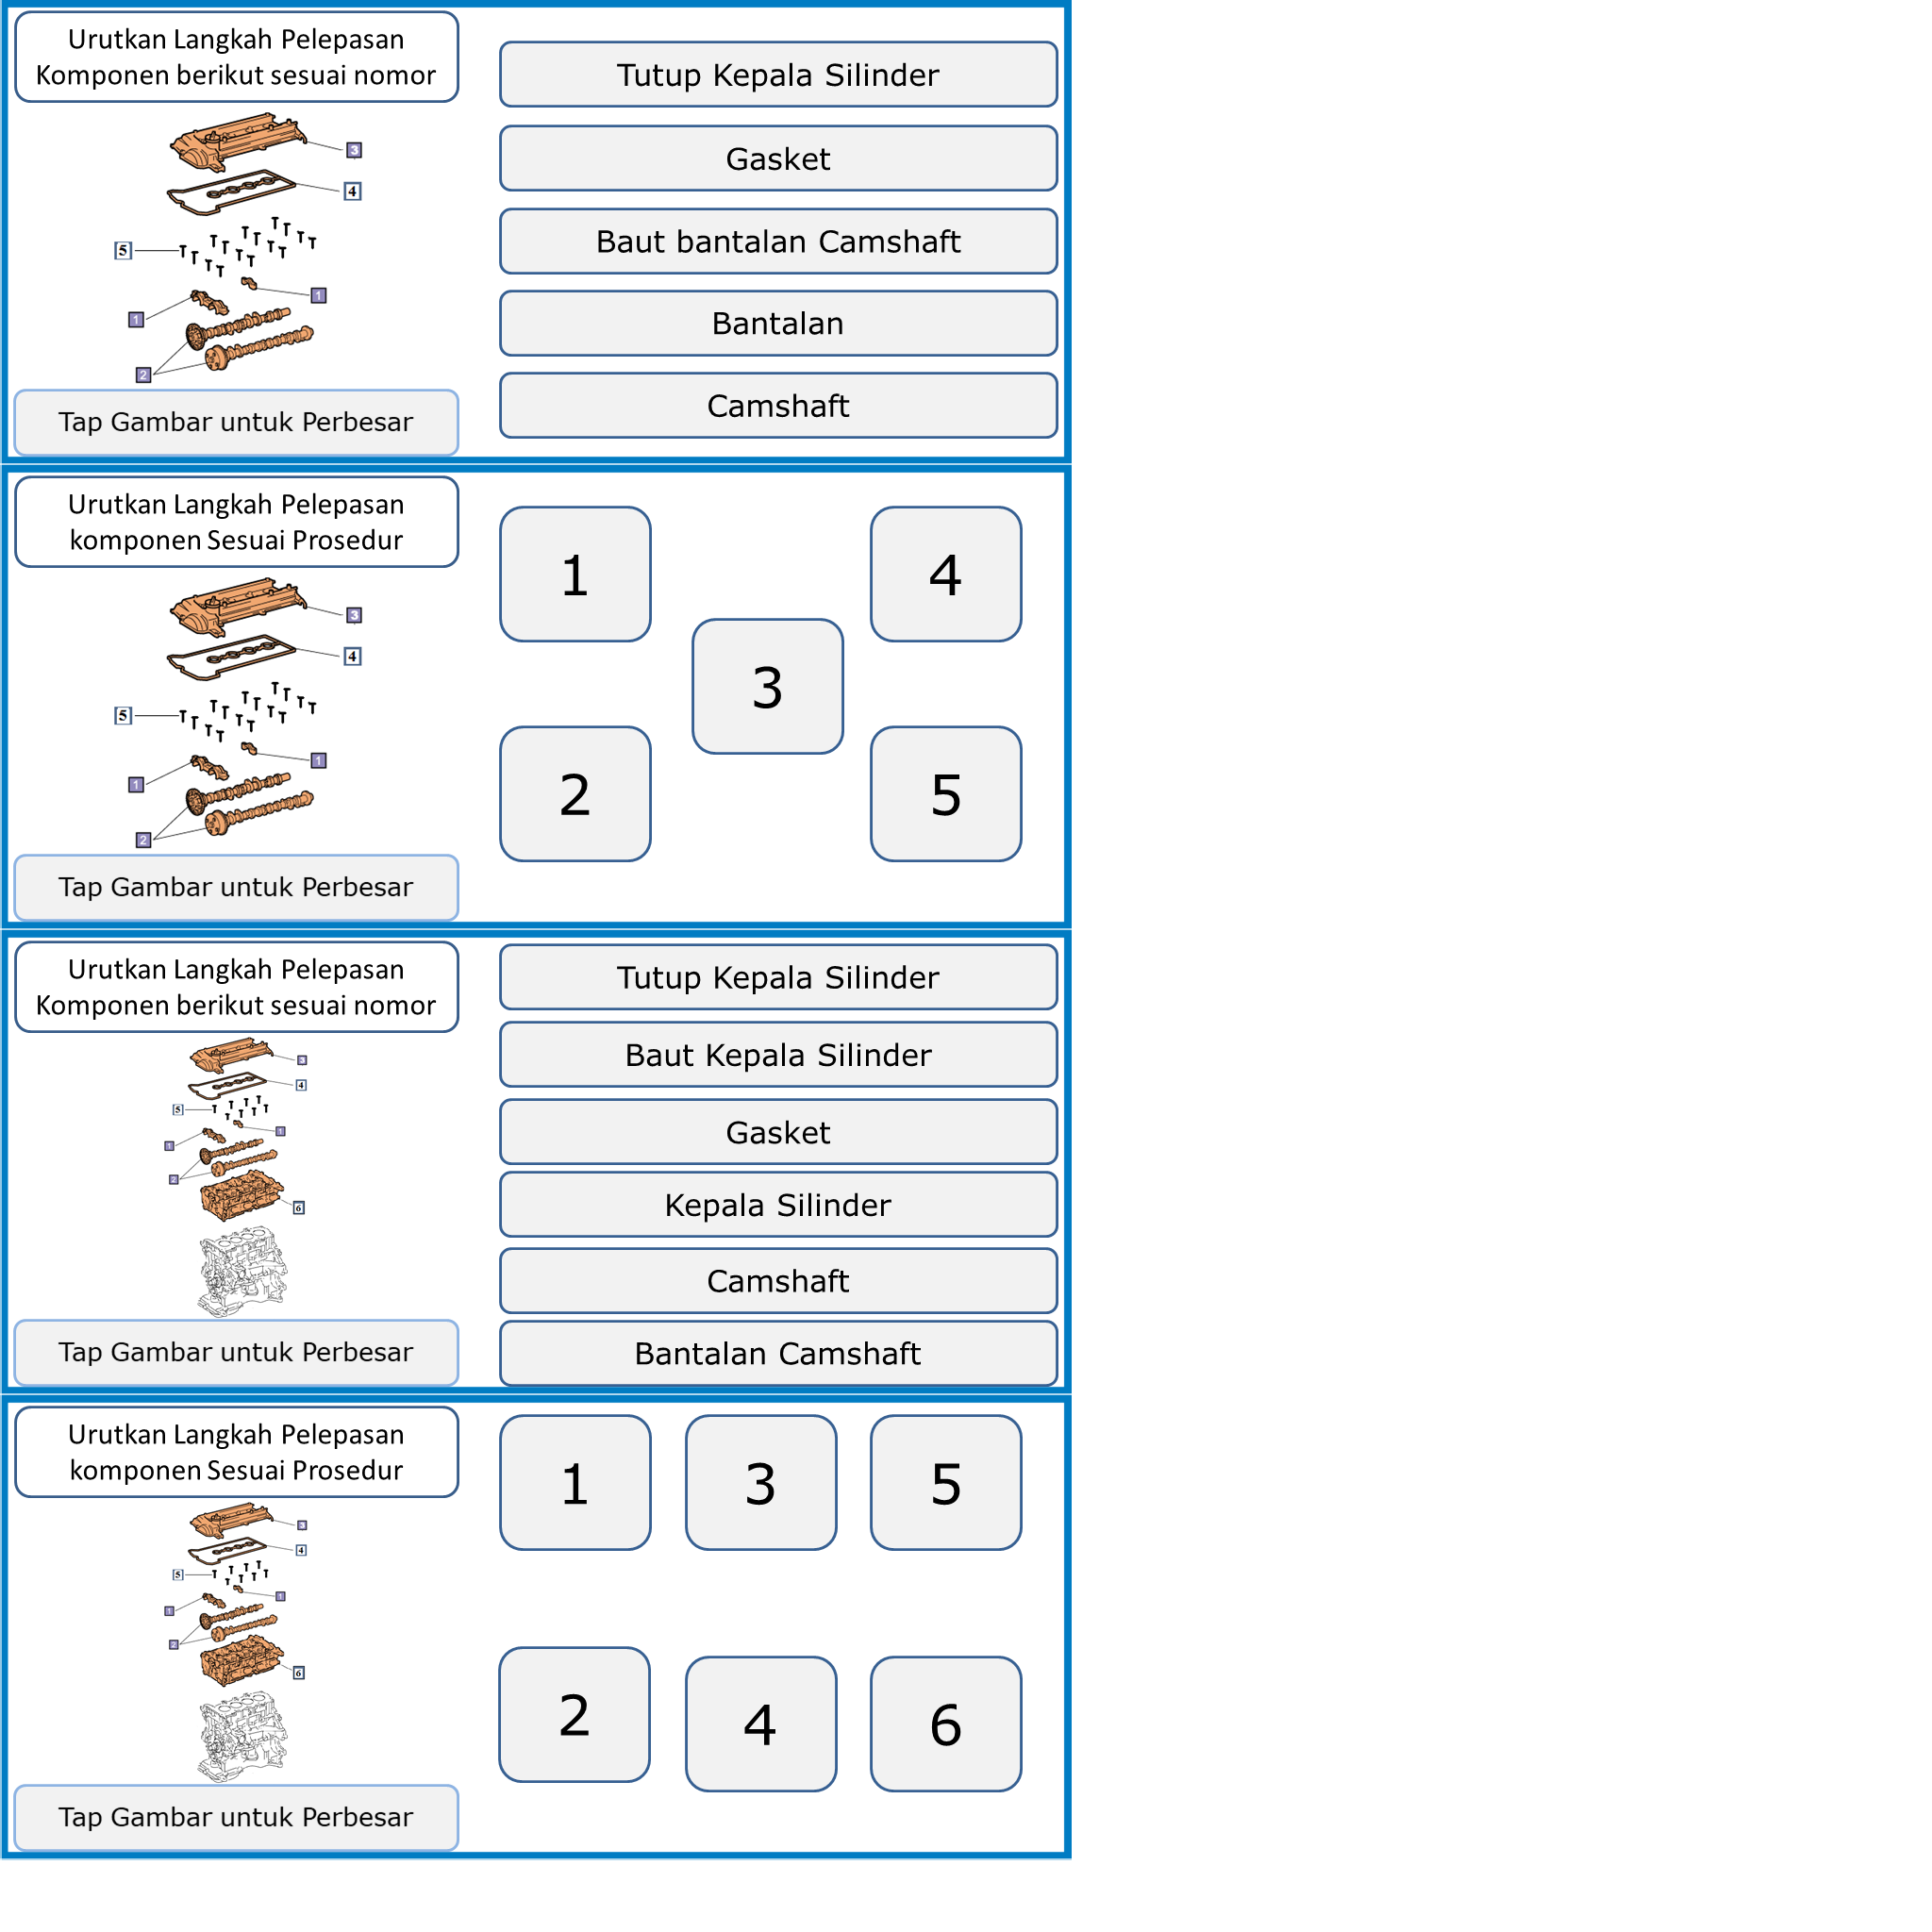 Urutkan Langkah Pelepasan
Komponen berikut sesuai nomor
3
4
5
1
1
2
Tap Gambar untuk Perbesar
Tutup Kepala Silinder
Gasket
Baut bantalan Camshaft
Bantalan
Camshaft
Urutkan Langkah Pelepasan
komponen Sesuai Prosedur
3
4
5
1
1
2
Tap Gambar untuk Perbesar
1
4
3
2
5
Urutkan Langkah Pelepasan
Komponen berikut sesuai nomor
3
4
5
1
1
2
6
Tap Gambar untuk Perbesar
Tutup Kepala Silinder
Baut Kepala Silinder
Gasket
Kepala Silinder
Camshaft
Bantalan Camshaft
Urutkan Langkah Pelepasan
komponen Sesuai Prosedur
3
4
5
1
1
2
6
Tap Gambar untuk Perbesar
1
3
5
2
4
6